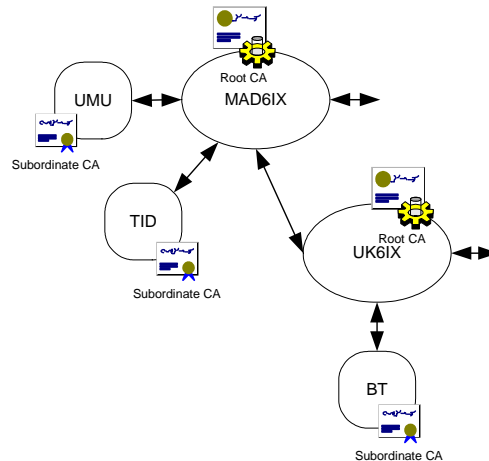 Root CA
MAD6IX
UMU
Subordinate CA
TID
Subordinate CA
Root CA
UK6IX
BT
Subordinate CA